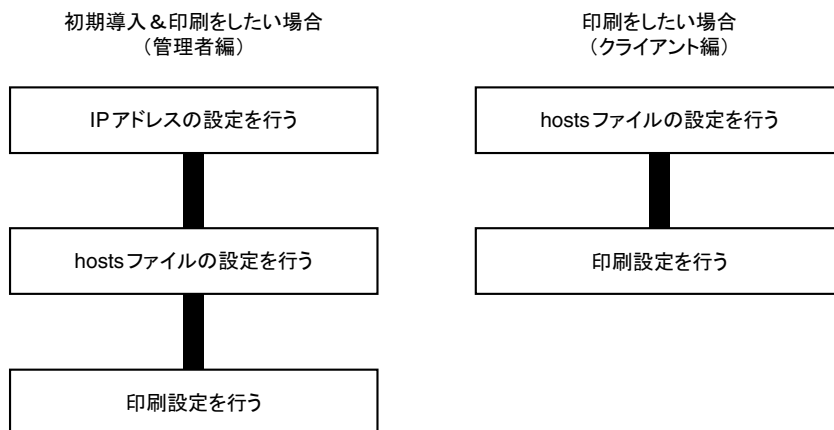 初期導入＆印刷をしたい場合
（管理者編）
IPアドレスの設定を行う
hostsファイルの設定を行う
印刷設定を行う
印刷をしたい場合
（クライアント編）
hostsファイルの設定を行う
印刷設定を行う